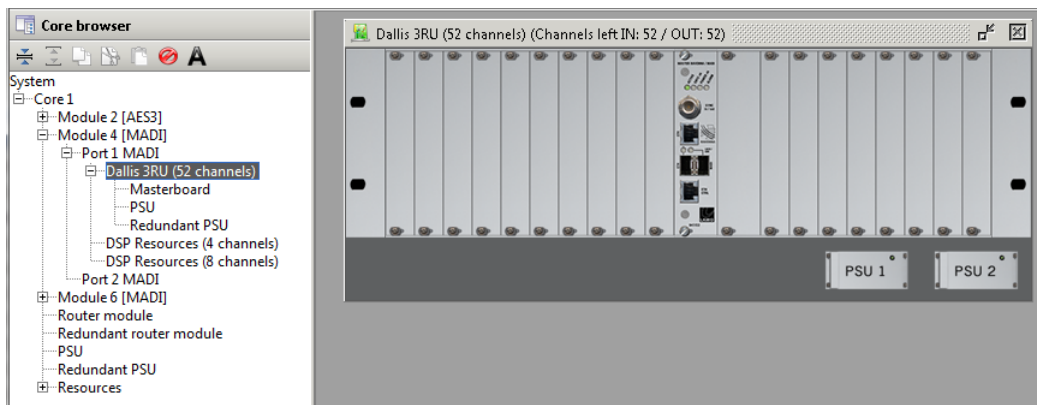 Core browser
A
System
Core 1
Module 2 [AES3]
Module 4 [MADI]
Port 1 MADI
Dallis 3RU (52 channels)
Masterboard
PSU
Redundant PSU
DSP Resources (4 channels)
DSP Resources (8 channels)
Port 2 MADI
Module 6 [MADI]
Router module
Redundant router module
PSU
Redundant PSU
Resources
Dallis 3RU (52 channels) (Channels left IN: 52 / OUT: 52)
PSU 1
PSU 2